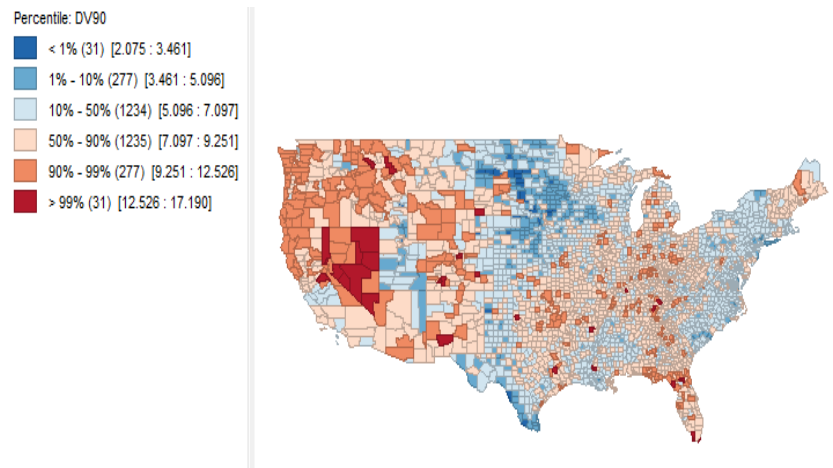 Percentile: DV90
< 1% (31) [2.075 : 3.461]
1% - 10% (277) [3.461 : 5.096]
10% - 50% (1234) [5.096 : 7.097]
50% - 90% (1235) [7.097 : 9.251]
90% - 99% (277) [9.251 : 12.526]
> 99% (31) [12.526 : 17.190]